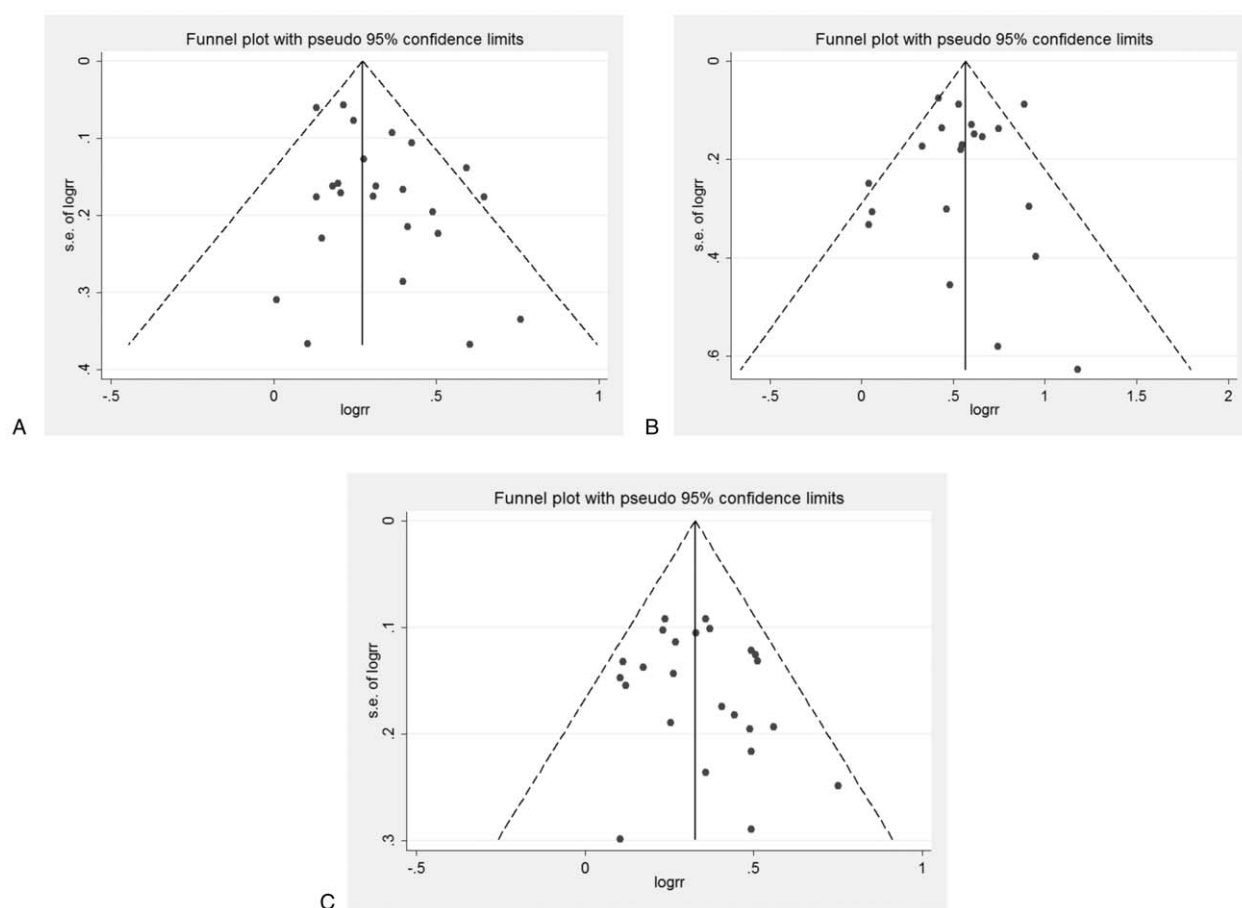 Funnel plot with pseudo 95% confidence limits
0
.1
.2
.3
.4
s.e. of logrr
-.5 0 .5 1
logrr
A
Funnel plot with pseudo 95% confidence limits
0
.2
.4
.6
s.e. of logrr
-.5 0 .5 1 1.5 2
logrr
B
Funnel plot with pseudo 95% confidence limits
0
.1
.2
.3
s.e. of logrr
-.5 0 .5 1
logrr
C